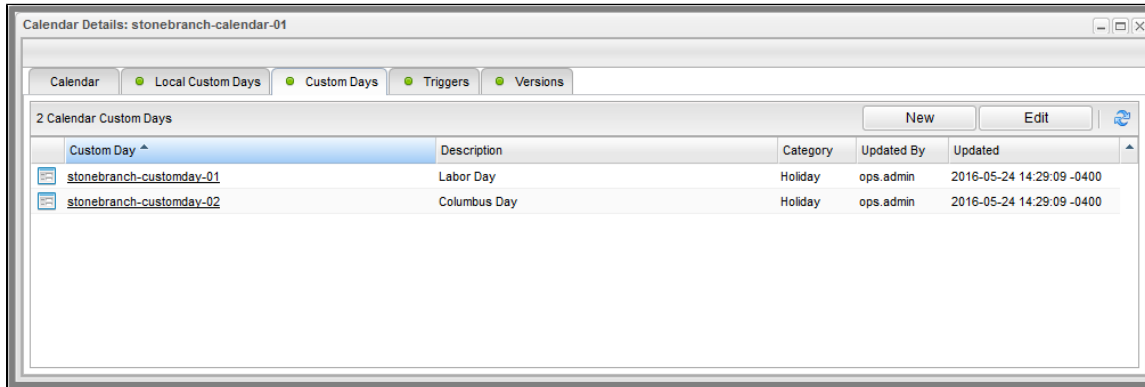 Calendar Details: stonebranch-calendar-01
Calendar Local Custom Days Custom Days Triggers Versions
2 Calendar Custom Days New Edit
Custom Day Description Category Updated By Updated
stonebranch-customday-01 Labor Day Holiday ops.admin 2016-05-24 14:29:09 -0400
stonebranch-customday-02 Columbus Day Holiday ops.admin 2016-05-24 14:29:09 -0400